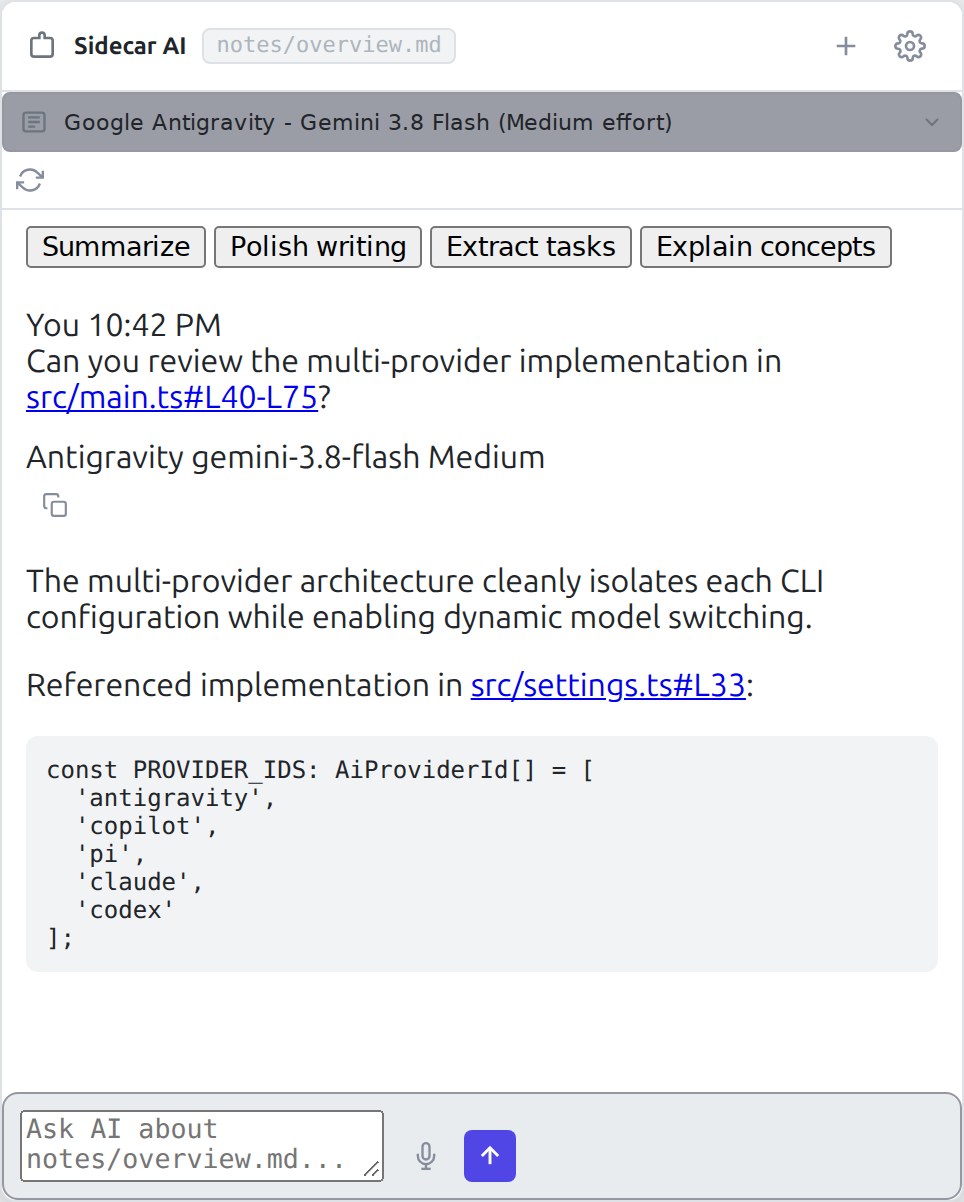 Sidecar AI notes/overview.md
Google Antigravity - Gemini 3.8 Flash (Medium effort)
Summarize Polish writing Extract tasks Explain concepts
You 10:42 PM
Can you review the multi-provider implementation in
src/main.ts#L40-L75?
Antigravity gemini-3.8-flash Medium
The multi-provider architecture cleanly isolates each CLI
configuration while enabling dynamic model switching.
Referenced implementation in src/settings.ts#L33:
const PROVIDER_IDS: AiProviderId[] = [
  'antigravity',
  'copilot',
  'pi',
  'claude',
  'codex'
];
Ask AI about
notes/overview.md...